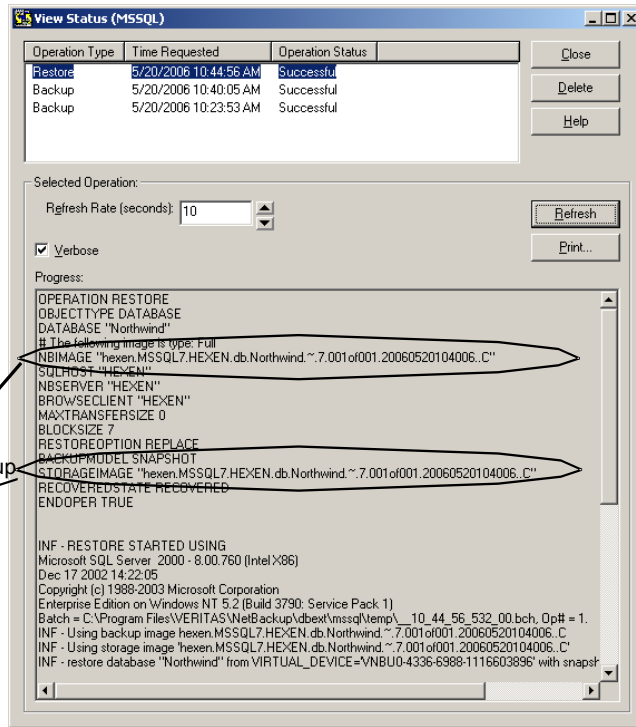 View Status (MSSQL)
Operation Type Time Requested Operation Status
Restore 5/20/2006 10:44:56 AM Successful
Backup 5/20/2006 10:40:05 AM Successful
Backup 5/20/2006 10:23:53 AM Successful
Close
Delete
Help
Selected Operation:
Refresh Rate (seconds): 10
Refresh
Verbose
Print...
Progress:
OPERATION RESTORE
OBJECTTYPE DATABASE
DATABASE "Northwind"
# The following image is type: Full
NBIMAGE "hexen.MSSQL7.HEXEN.db.Northwind.~.7.001of001.20060520104006..C"
SQLHOST "HEXEN"
NBSERVER "HEXEN"
BROWSECLIENT "HEXEN"
MAXTRANSFERSIZE 0
BLOCKSIZE 7
RESTOREOPTION REPLACE
up
BACKUPMODEL SNAPSHOT
STORAGEIMAGE "hexen.MSSQL7.HEXEN.db.Northwind.~.7.001of001.20060520104006..C"
RECOVEREDSTATE RECOVERED
ENDOPER TRUE
INF - RESTORE STARTED USING
Microsoft SQL Server 2000 - 8.00.760 (Intel X86)
Dec 17 2002 14:22:05
Copyright (c) 1988-2003 Microsoft Corporation
Enterprise Edition on Windows NT 5.2 (Build 3790: Service Pack 1)
Batch = C:\Program Files\VERITAS\NetBackup\dbext\mssql\temp\__10_44_56_532_00.bch, Op# = 1.
INF - Using backup image hexen.MSSQL7.HEXEN.db.Northwind.~.7.001of001.20060520104006..C
INF - Using storage image 'hexen.MSSQL7.HEXEN.db.Northwind.~.7.001of001.20060520104006..C'
INF - restore database "Northwind" from VIRTUAL_DEVICE='VNBU0-4336-6988-1116603896' with snapsh